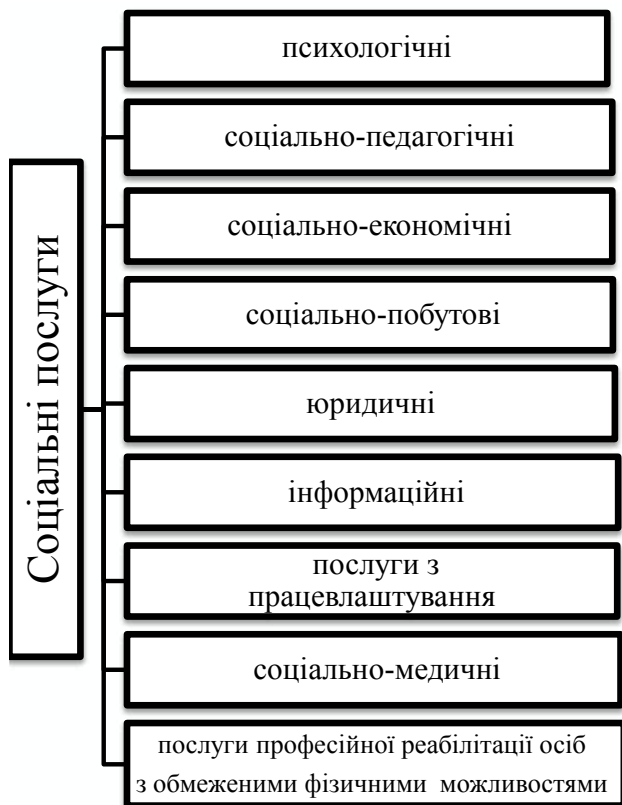 Соціальні послуги
психологічні
соціально-педагогічні
соціально-економічні
соціально-побутові
юридичні
інформаційні
послуги з
працевлаштування
соціально-медичні
послуги професійної реабілітації осіб
з обмеженими фізичними можливостями